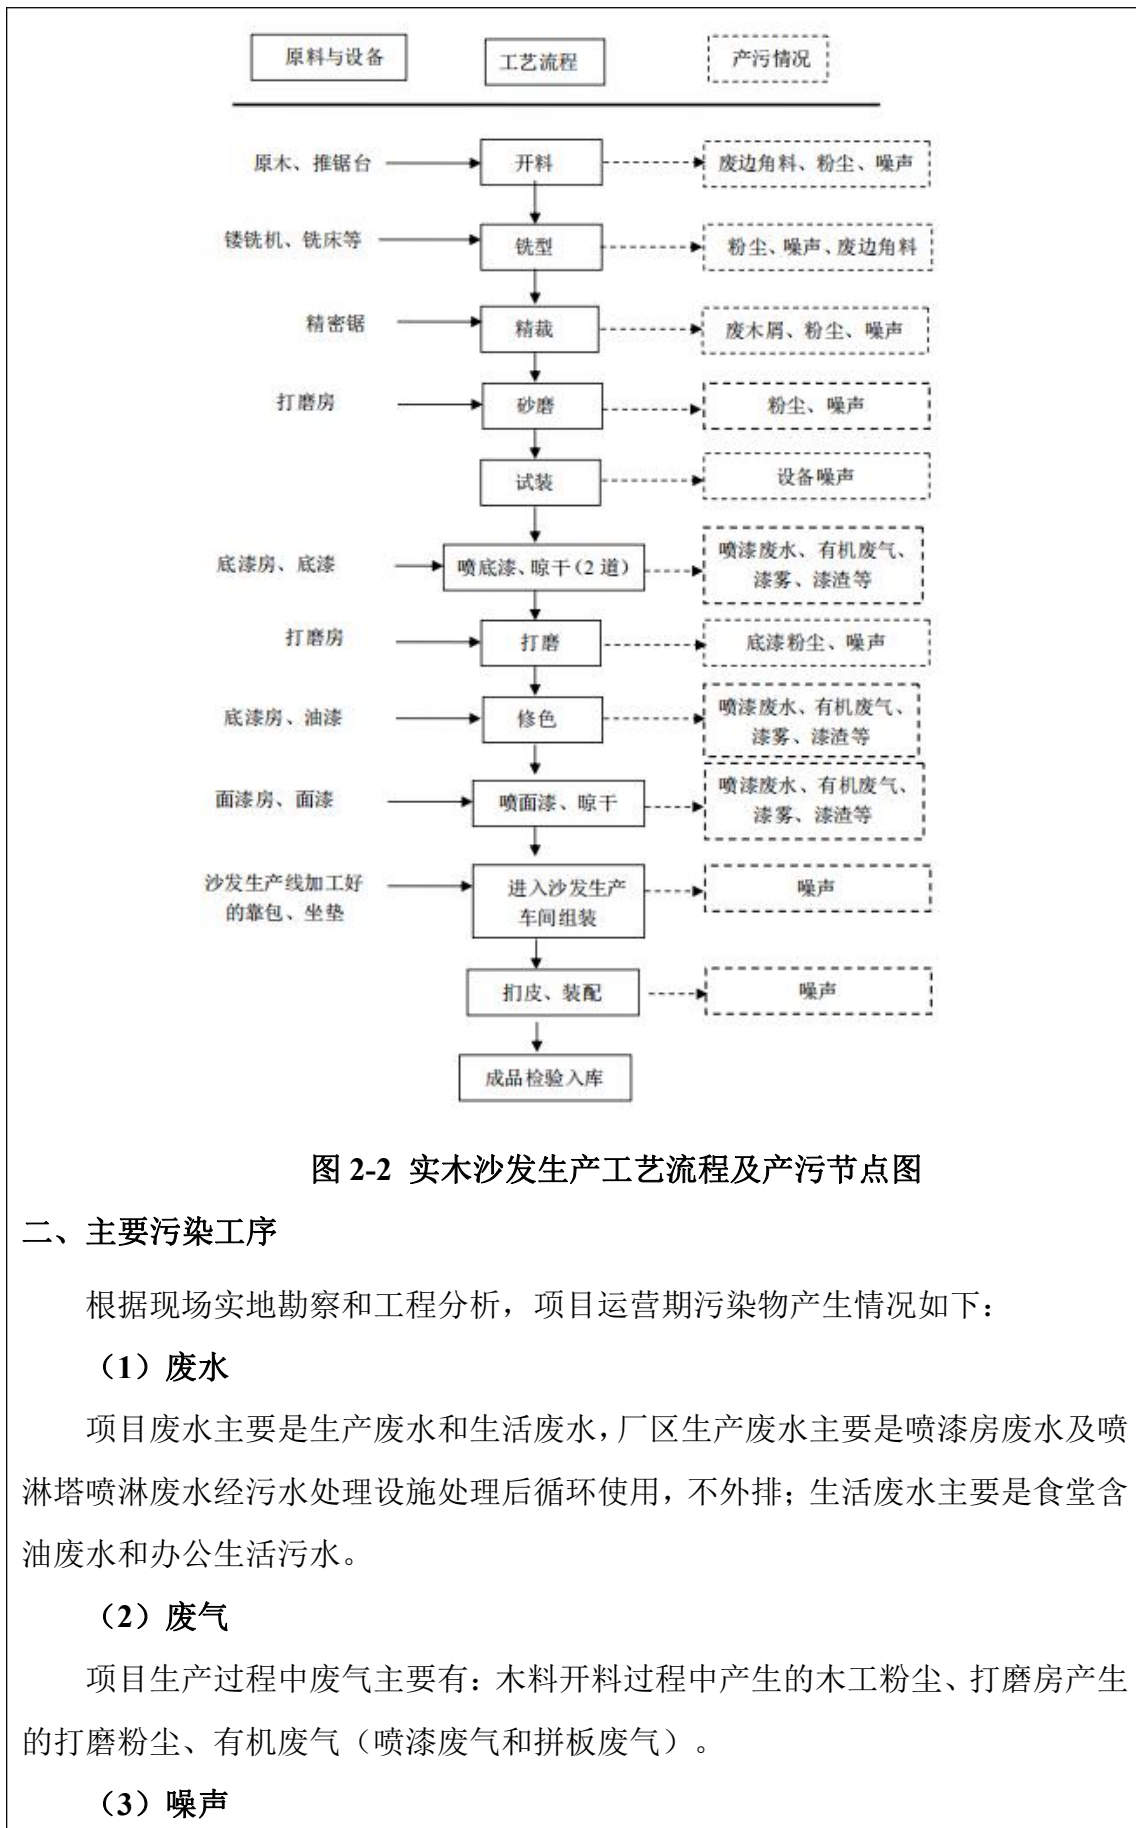 原料与设备
工艺流程
产污情况
原木、推锯台
开料
废边角料、粉尘、噪声
镂铣机、铣床等
铣型
粉尘、噪声、废边角料
精密锯
精裁
废木屑、粉尘、噪声
打磨房
砂磨
粉尘、噪声
试装
设备噪声
底漆房、底漆
喷底漆、晾干（2道）
喷漆废水、有机废气、
漆雾、漆渣等
打磨房
打磨
底漆粉尘、噪声
底漆房、油漆
修色
喷漆废水、有机废气、
漆雾、漆渣等
面漆房、面漆
喷面漆、晾干
喷漆废水、有机废气、
漆雾、漆渣等
沙发生产线加工好
的靠包、坐垫
进入沙发生产
车间组装
噪声
扪皮、装配
噪声
成品检验入库
图 2-2 实木沙发生产工艺流程及产污节点图
二、主要污染工序
根据现场实地勘察和工程分析，项目运营期污染物产生情况如下：
（1）废水
项目废水主要是生产废水和生活废水，厂区生产废水主要是喷漆房废水及喷
淋塔喷淋废水经污水处理设施处理后循环使用，不外排；生活废水主要是食堂含
油废水和办公生活污水。
（2）废气
项目生产过程中废气主要有：木料开料过程中产生的木工粉尘、打磨房产生
的打磨粉尘、有机废气（喷漆废气和拼板废气）。
（3）噪声